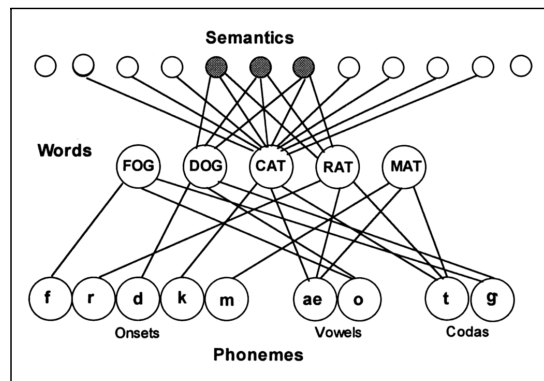 Semantics
Words
FOG DOG CAT RAT MAT
f r d k m ae o t g
Onsets Vowels Codas
Phonemes